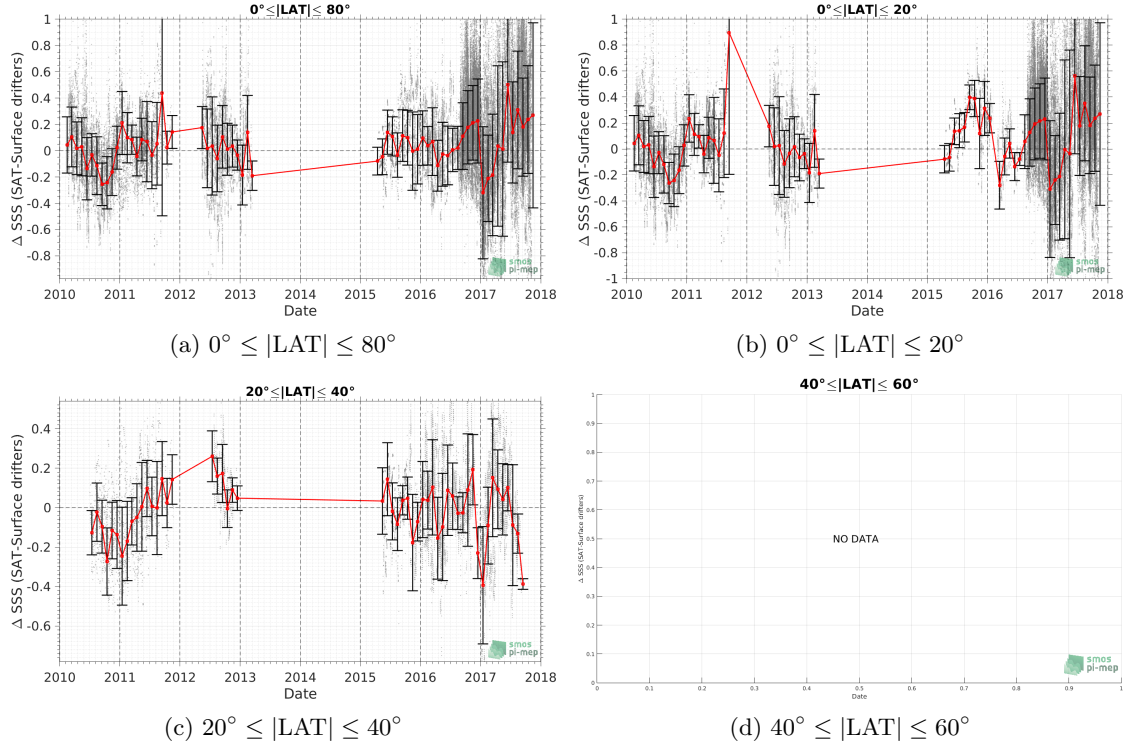 0°≤|LAT|≤ 80°
Δ SSS (SAT-Surface drifters)
1
0.8
0.6
0.4
0.2
0
-0.2
-0.4
-0.6
-0.8
2010 2011 2012 2013 2014 2015 2016 2017 2018
Date
smos
pi-mep
(a) 0° ≤ |LAT| ≤ 80°
0°≤|LAT|≤ 20°
Δ SSS (SAT-Surface drifters)
1
0.8
0.6
0.4
0.2
0
-0.2
-0.4
-0.6
-0.8
-1
2010 2011 2012 2013 2014 2015 2016 2017 2018
Date
smos
pi-mep
(b) 0° ≤ |LAT| ≤ 20°
20°≤|LAT|≤ 40°
Δ SSS (SAT-Surface drifters)
0.4
0.2
0
-0.2
-0.4
-0.6
2010 2011 2012 2013 2014 2015 2016 2017 2018
Date
smos
pi-mep
(c) 20° ≤ |LAT| ≤ 40°
40°≤|LAT|≤ 60°
Δ SSS (SAT-Surface drifters)
1
0.9
0.8
0.7
0.6
0.5
0.4
0.3
0.2
0.1
0
NO DATA
0 0.1 0.2 0.3 0.4 0.5 0.6 0.7 0.8 0.9 1
Date
smos
pi-mep
(d) 40° ≤ |LAT| ≤ 60°